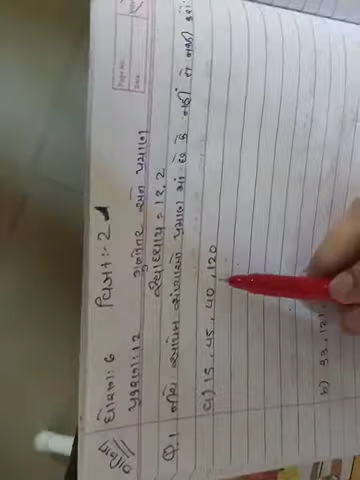 ધોરણ: 6 વિભાગ:- 2
પ્રકરણ: 12 ગુણોત્તર અને પ્રમાણ
સ્વાધ્યાય = 12.2
Q.1 નીચે આપેલ સંખ્યાઓ પ્રમાણ માં છે કે નહીં તે નક્કી કરો.
a) 15, 45, 40, 120
b) 33, 121,